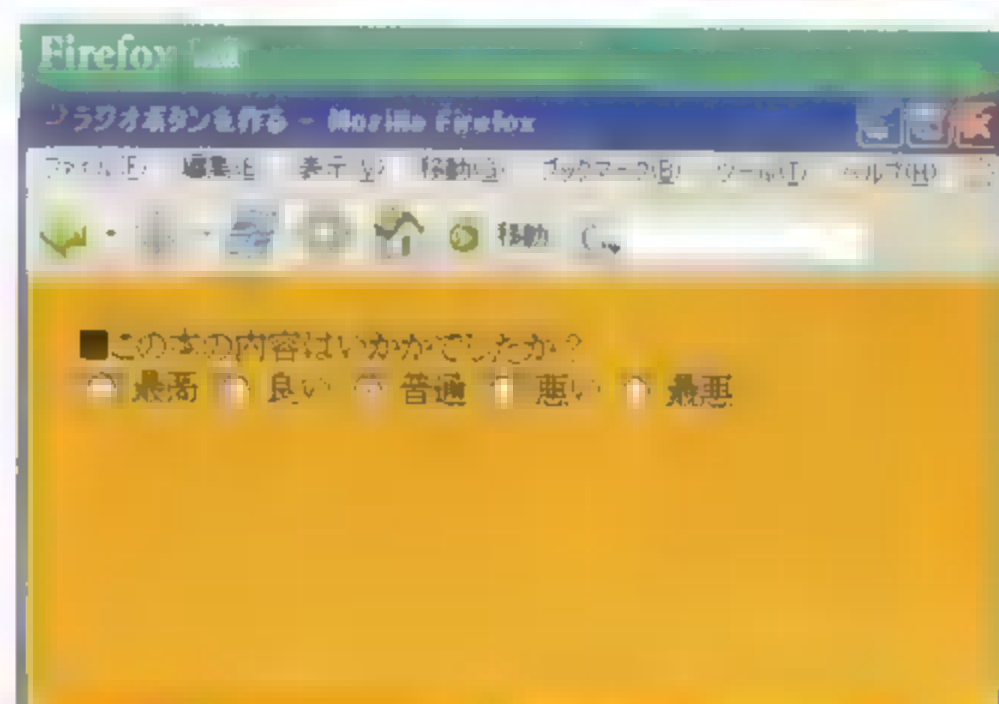 Firefox
ラジオボタンを作る - Mozilla Firefox
ファイル(F) 編集(E) 表示(V) 移動(G) ブックマーク(B) ツール(T) ヘルプ(H)
移動
■この本の内容はいかがでしたか?
最高 良い 普通 悪い 最悪